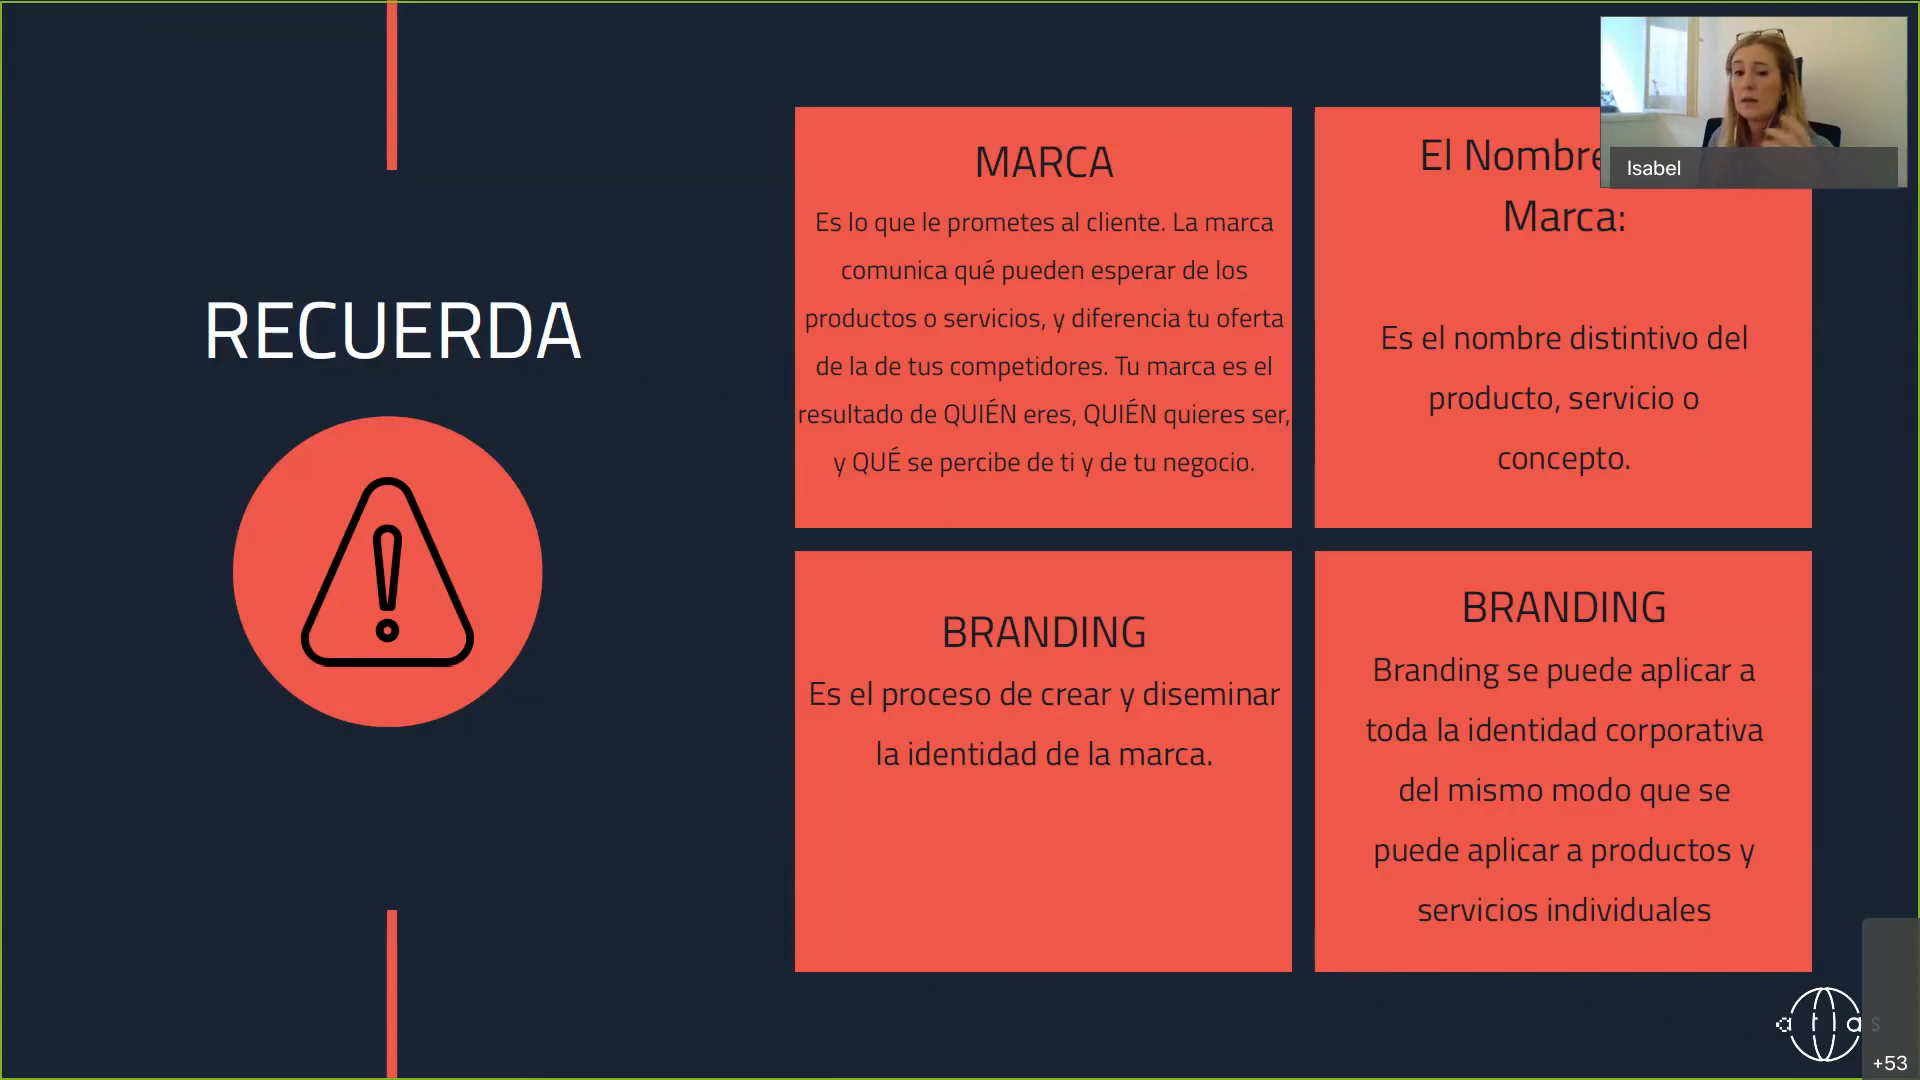 RECUERDA
MARCA
Es lo que le prometes al cliente. La marca
comunica qué pueden esperar de los
productos o servicios, y diferencia tu oferta
de la de tus competidores. Tu marca es el
resultado de QUIÉN eres, QUIÉN quieres ser,
y QUÉ se percibe de ti y de tu negocio.
El Nombre
Marca:
Es el nombre distintivo del
producto, servicio o
concepto.
Isabel
BRANDING
Es el proceso de crear y diseminar
la identidad de la marca.
BRANDING
Branding se puede aplicar a
toda la identidad corporativa
del mismo modo que se
puede aplicar a productos y
servicios individuales
atlas
+53